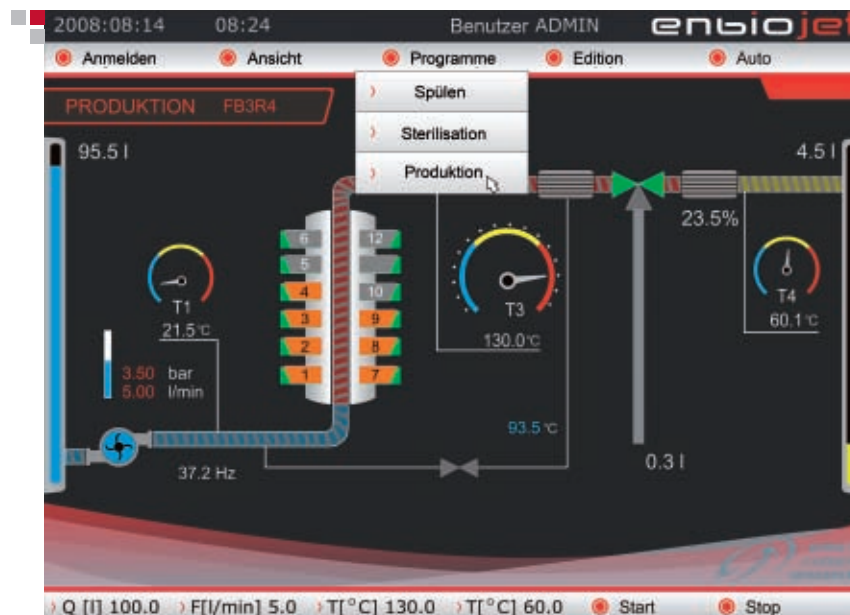 2008:08:14 08:24 Benutzer ADMIN enbiojet
Anmelden Ansicht Programme Edition Auto
Spülen
PRODUKTION FB3R4
Sterilisation
95.5 l
4.5 l
Produktion
23.5%
6 12
5
4 10
3 9
2 8
1 7
T1
21.5 °C
T3
130.0 °C
T4
60.1 °C
3.50 bar
5.00 l/min
93.5 °C
37.2 Hz
0.3 l
Q [l] 100.0 F[l/min] 5.0 T[°C] 130.0 T[°C] 60.0 Start Stop